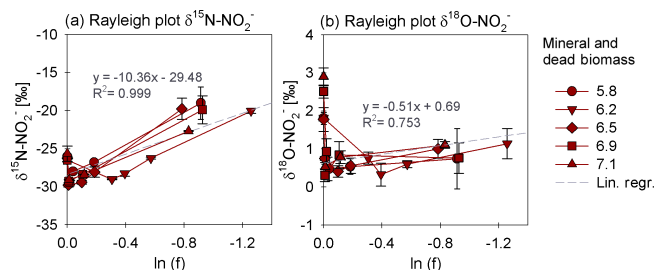 (a) Rayleigh plot δ¹⁵N-NO₂⁻
-10
-15
-20
-25
-30
-35
δ¹⁵N-NO₂⁻ [‰]
y = -10.36x - 29.48
R²= 0.999
0.0 -0.4 -0.8 -1.2
ln (f)
(b) Rayleigh plot δ¹⁸O-NO₂⁻
4
3
2
1
0
-1
δ¹⁸O-NO₂⁻ [‰]
y = -0.51x + 0.69
R²= 0.753
0.0 -0.4 -0.8 -1.2
ln (f)
Mineral and
dead biomass
5.8
6.2
6.5
6.9
7.1
Lin. regr.